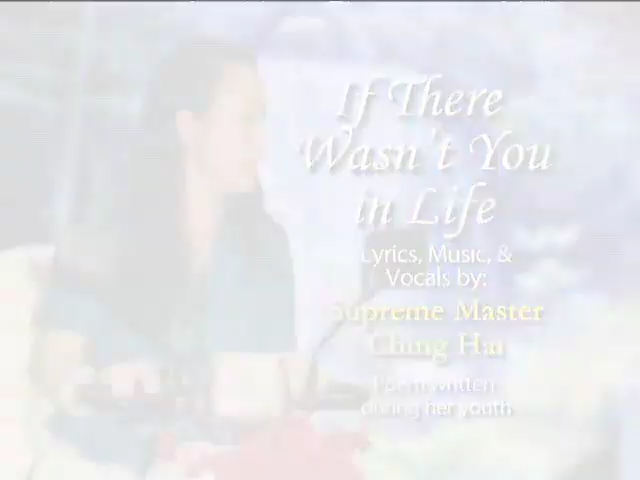 If There
Wasn't You
in Life
Lyrics, Music, &
Vocals by:
Supreme Master
Ching Hai
Poem written
during her youth